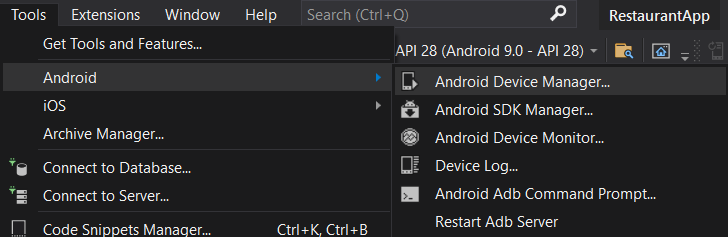 Tools Extensions Window Help Search (Ctrl+Q) RestaurantApp
Get Tools and Features...
API 28 (Android 9.0 - API 28)
Android
iOS
Archive Manager...
Connect to Database...
Connect to Server...
Code Snippets Manager... Ctrl+K, Ctrl+B
Android Device Manager...
Android SDK Manager...
Android Device Monitor...
Device Log...
Android Adb Command Prompt...
Restart Adb Server